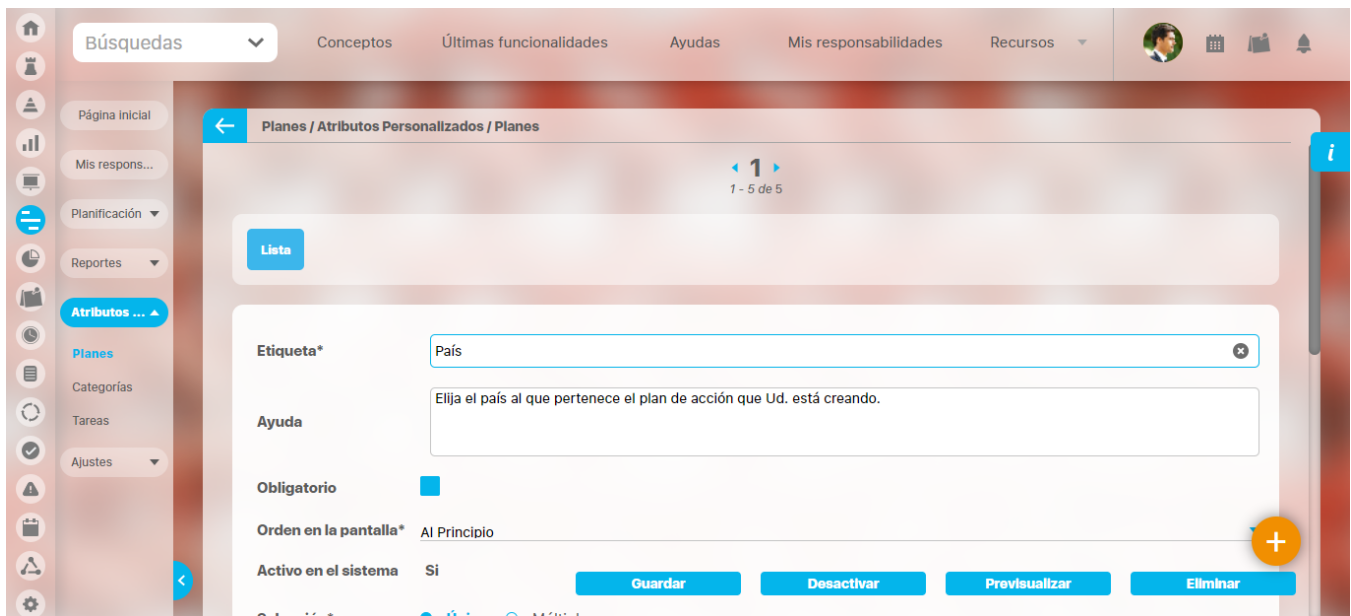 Búsquedas
Conceptos
Últimas funcionalidades
Ayudas
Mis responsabilidades
Recursos
Página inicial
Mis respons...
Planificación
Reportes
Atributos ...
Planes
Categorías
Tareas
Ajustes
Planes / Atributos Personalizados / Planes
i
1
1 - 5 de 5
Lista
Etiqueta*
País
Ayuda
Elija el país al que pertenece el plan de acción que Ud. está creando.
Obligatorio
Orden en la pantalla*
Al Principio
Activo en el sistema
Si
Guardar
Desactivar
Previsualizar
Eliminar